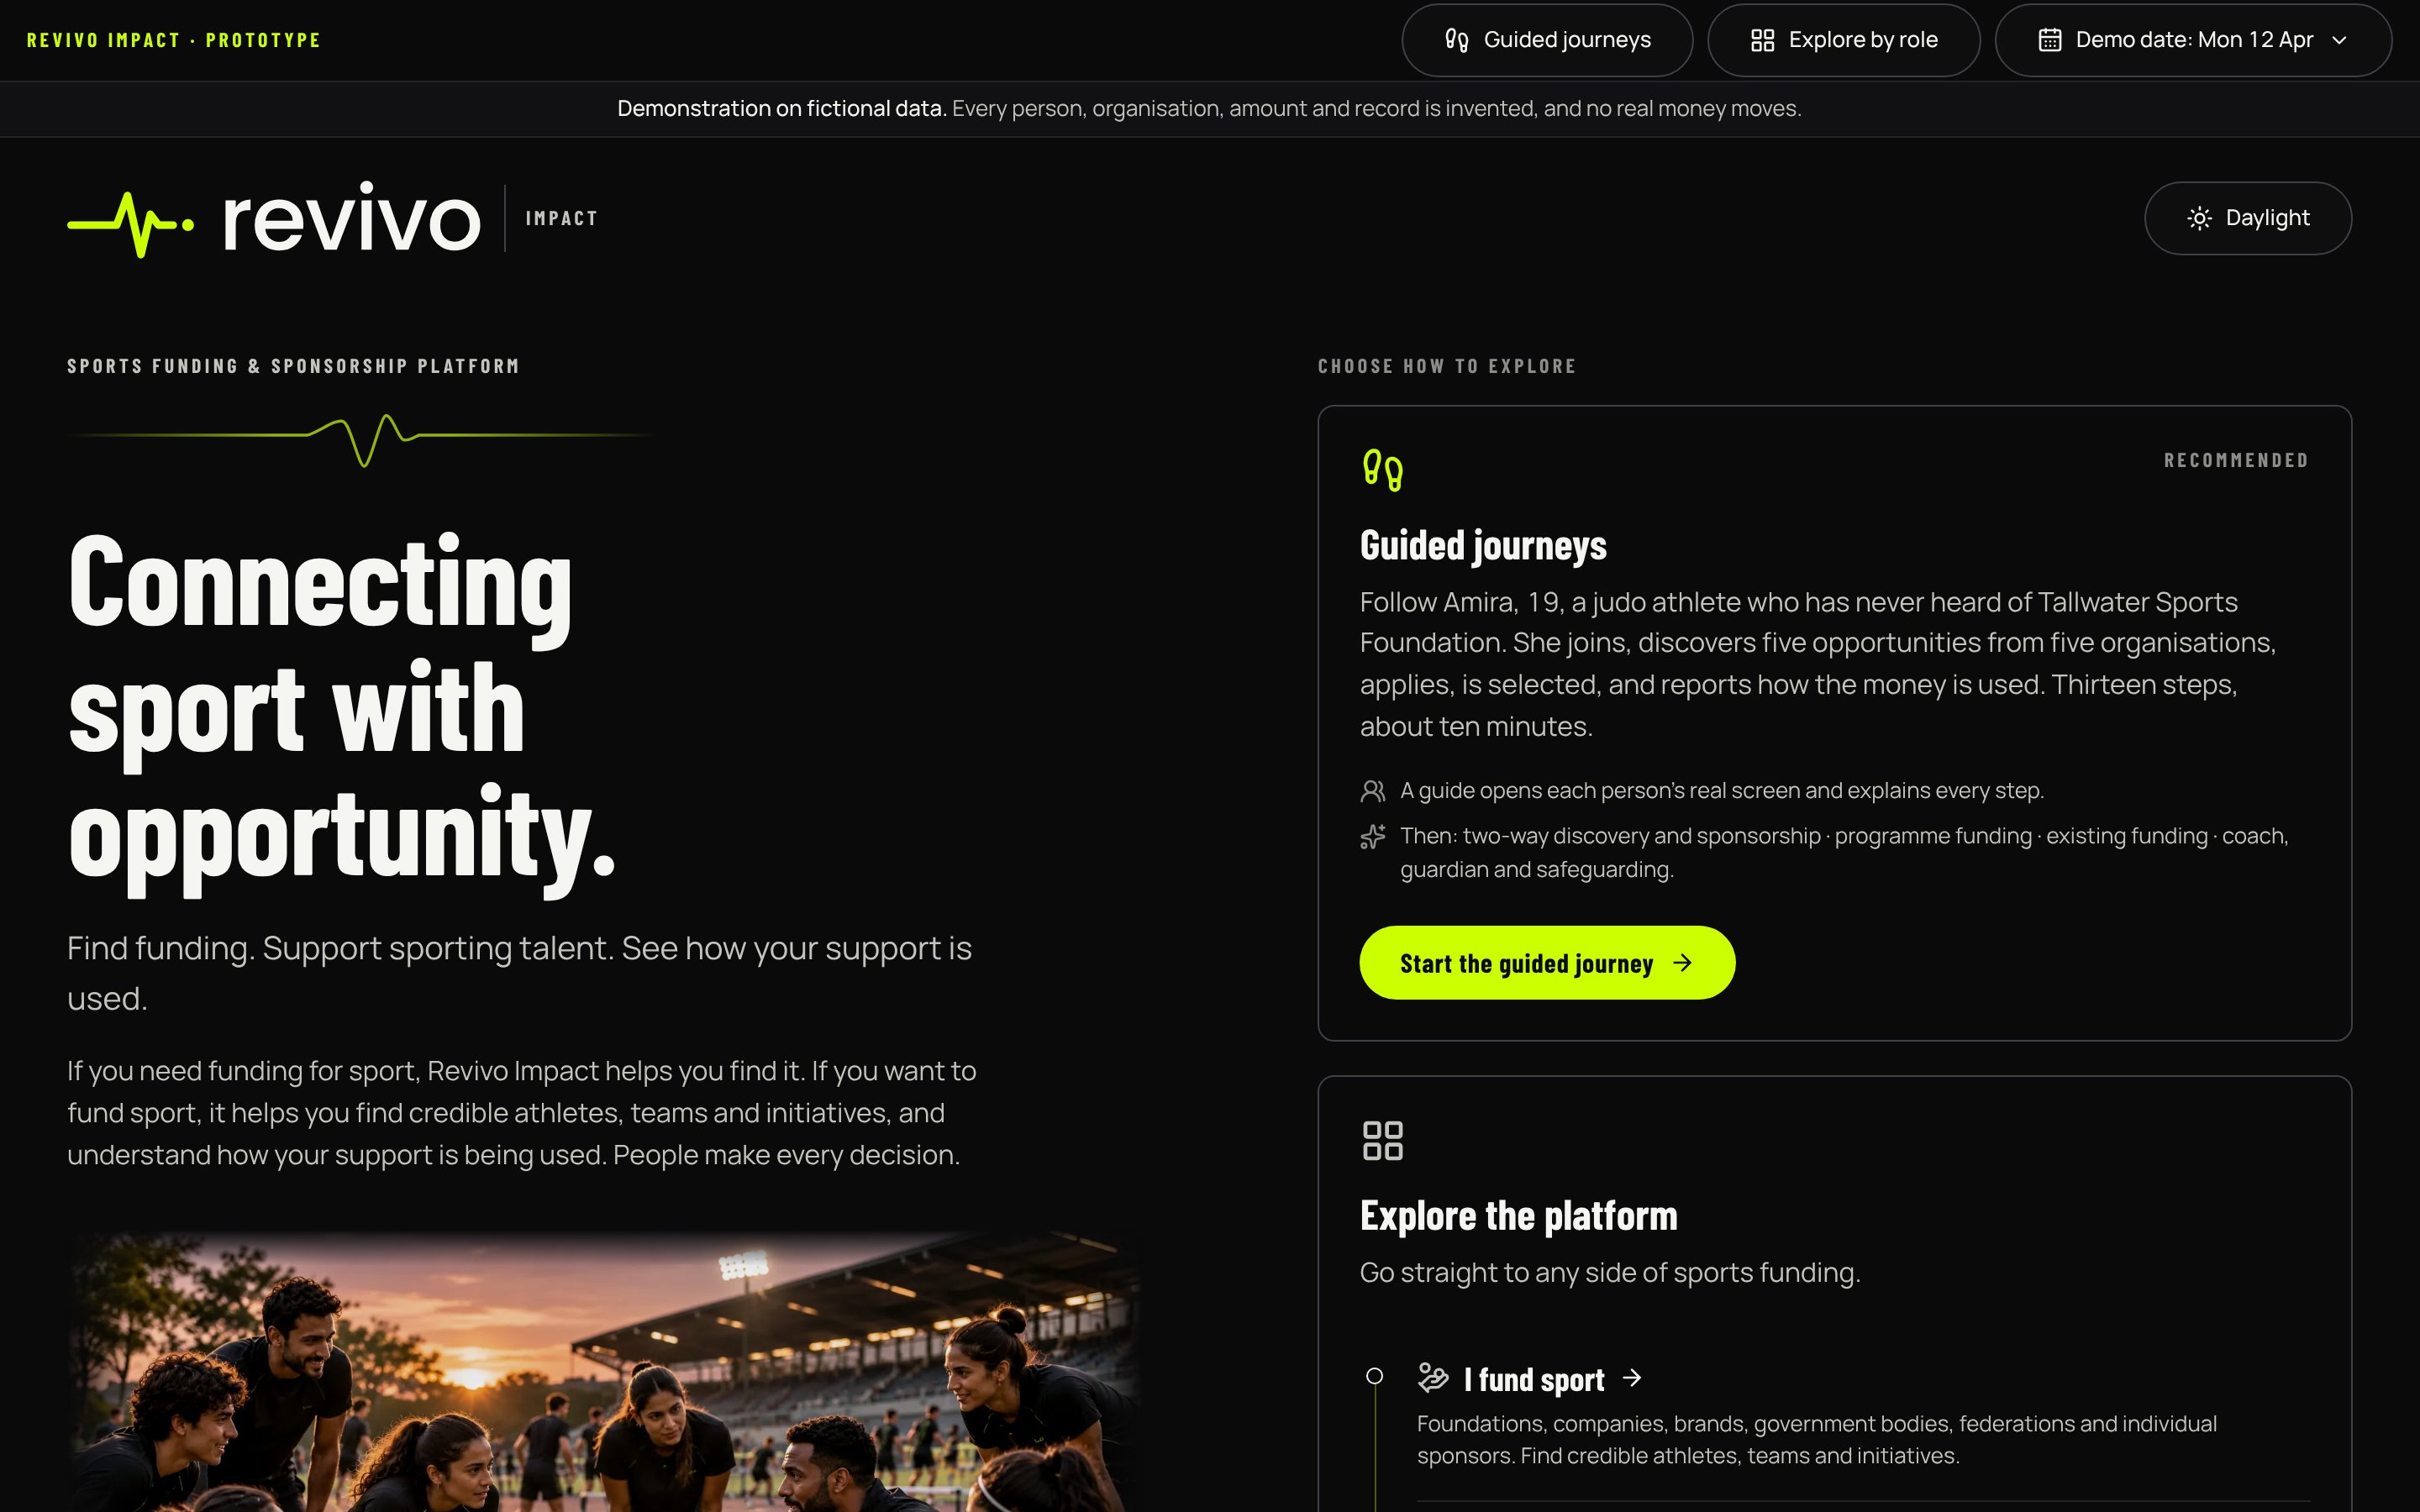 REVIVO IMPACT · PROTOTYPE
Guided journeys
Explore by role
Demo date: Mon 12 Apr
Demonstration on fictional data. Every person, organisation, amount and record is invented, and no real money moves.
revivo
IMPACT
Daylight
SPORTS FUNDING & SPONSORSHIP PLATFORM
Connecting
sport with
opportunity.
Find funding. Support sporting talent. See how your support is
used.
If you need funding for sport, Revivo Impact helps you find it. If you want to
fund sport, it helps you find credible athletes, teams and initiatives, and
understand how your support is being used. People make every decision.
CHOOSE HOW TO EXPLORE
RECOMMENDED
Guided journeys
Follow Amira, 19, a judo athlete who has never heard of Tallwater Sports
Foundation. She joins, discovers five opportunities from five organisations,
applies, is selected, and reports how the money is used. Thirteen steps,
about ten minutes.
A guide opens each person's real screen and explains every step.
Then: two-way discovery and sponsorship · programme funding · existing funding · coach,
guardian and safeguarding.
Start the guided journey
Explore the platform
Go straight to any side of sports funding.
I fund sport
Foundations, companies, brands, government bodies, federations and individual
sponsors. Find credible athletes, teams and initiatives.